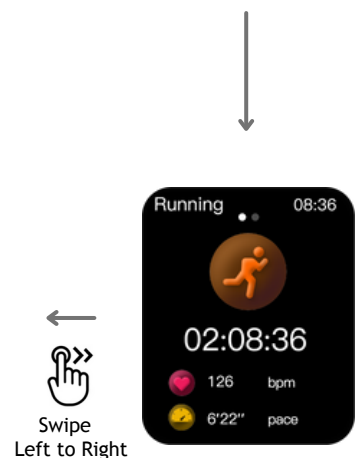 Running 08:36
02:08:36
126 bpm
6'22" pace
Swipe
Left to Right